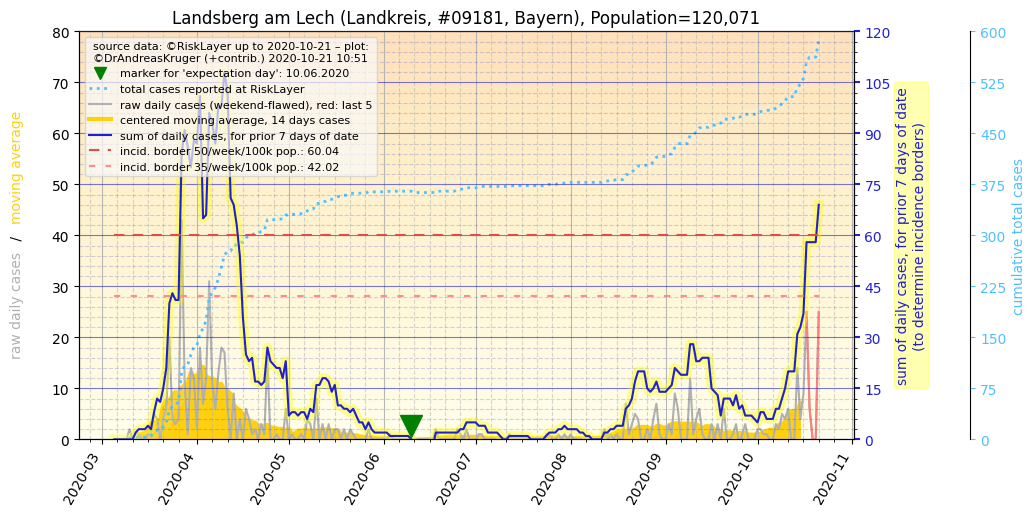 Landsberg am Lech (Landkreis, #09181, Bayern), Population=120,071
source data: ©RiskLayer up to 2020-10-21 – plot:
©DrAndreasKruger (+contrib.) 2020-10-21 10:51
marker for 'expectation day': 10.06.2020
total cases reported at RiskLayer
raw daily cases (weekend-flawed), red: last 5
centered moving average, 14 days cases
sum of daily cases, for prior 7 days of date
incid. border 50/week/100k pop.: 60.04
incid. border 35/week/100k pop.: 42.02
raw daily cases / moving average
80
70
60
50
40
30
20
10
0
2020-03
2020-04
2020-05
2020-06
2020-07
2020-08
2020-09
2020-10
2020-11
120
105
90
75
60
45
30
15
0
sum of daily cases, for prior 7 days of date
(to determine incidence borders)
600
525
450
375
300
225
150
75
0
cumulative total cases